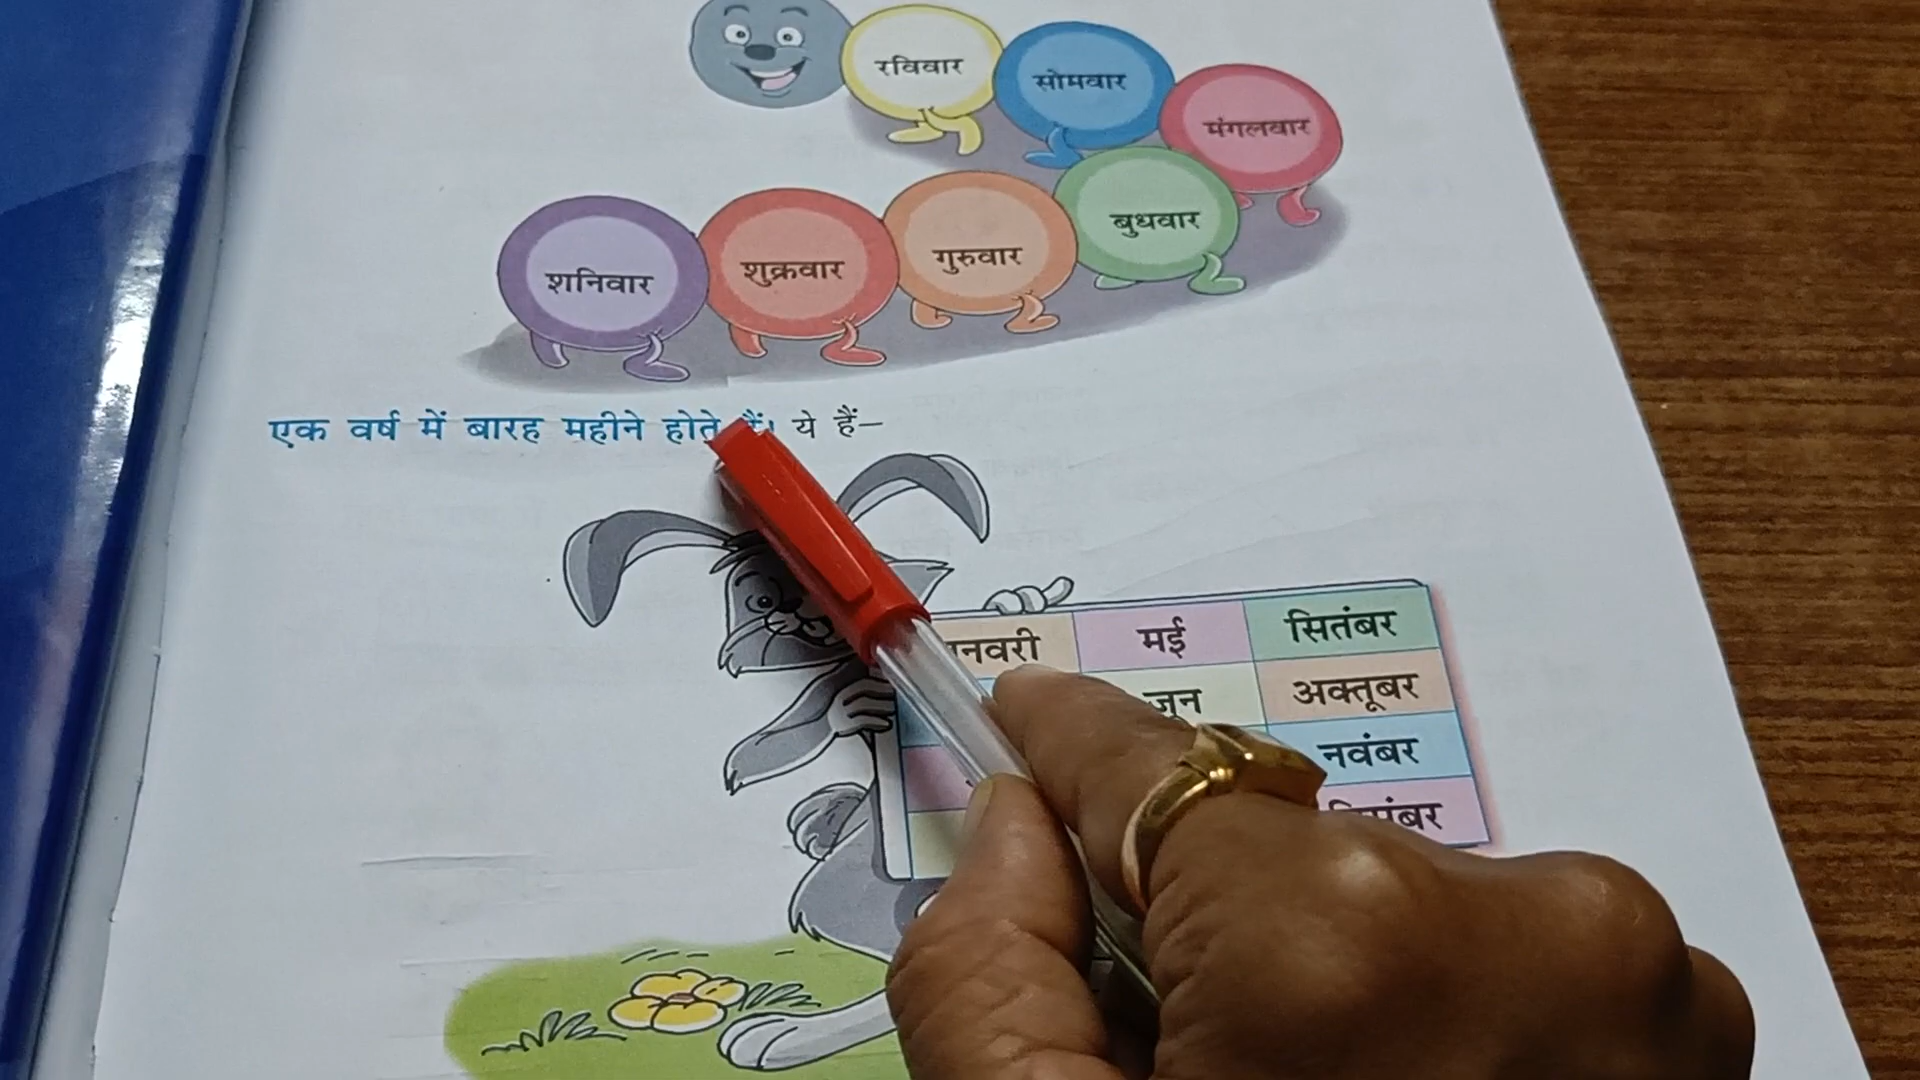 रविवार
सोमवार
मंगलवार
बुधवार
गुरुवार
शुक्रवार
शनिवार
एक वर्ष में बारह महीने होते हैं। ये हैं–
मई सितंबर
जून अक्तूबर
नवंबर